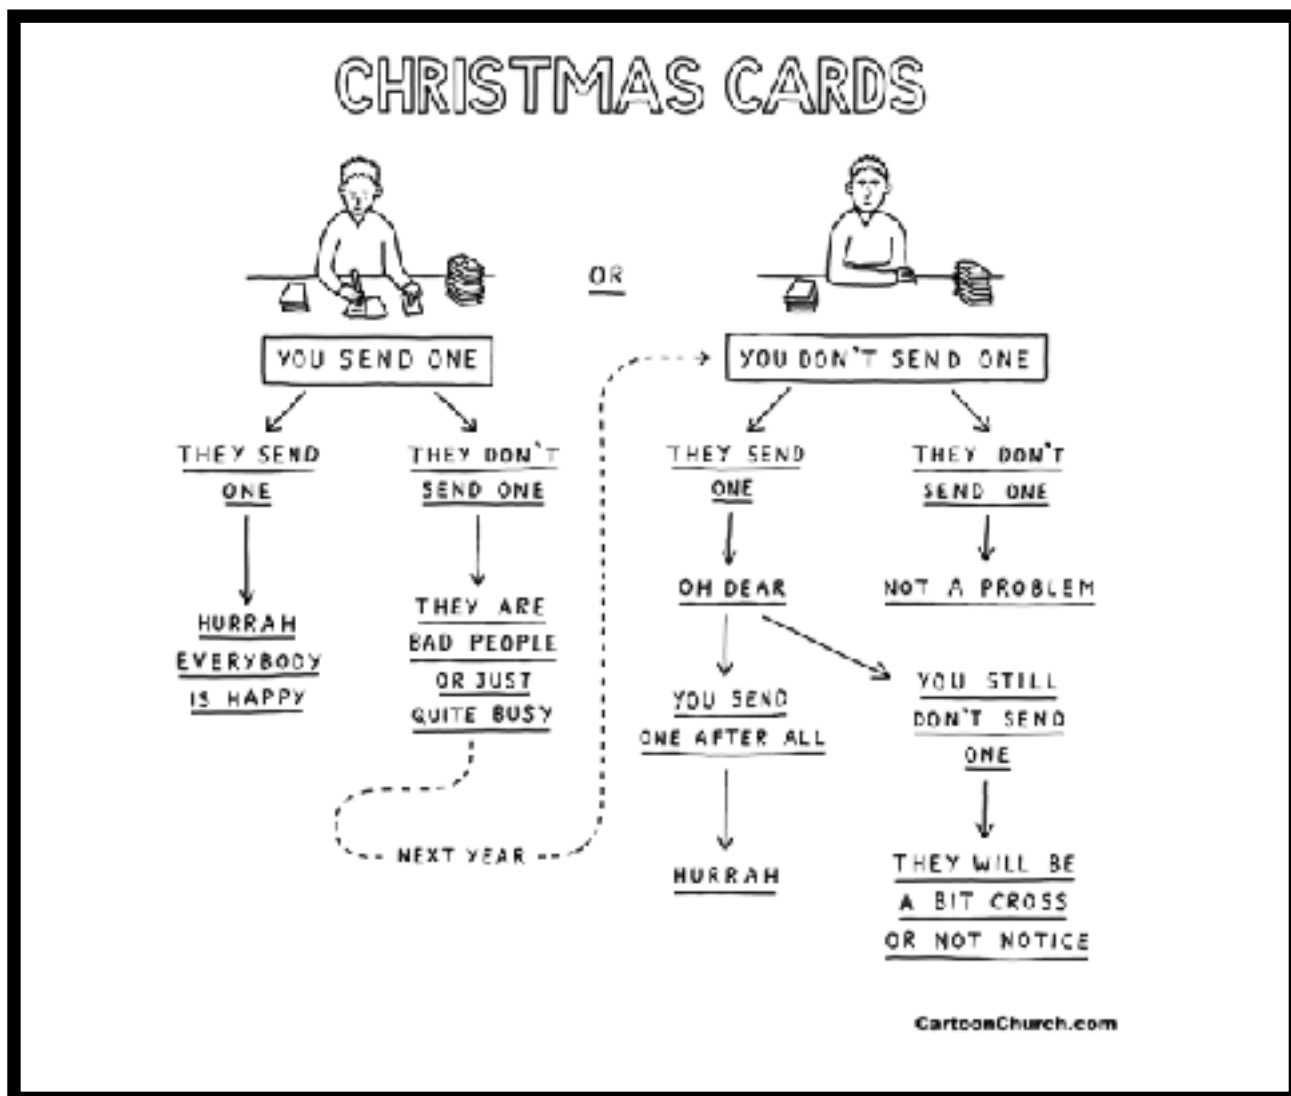 CHRISTMAS CARDS
OR
YOU SEND ONE
THEY SEND
ONE
HURRAH
EVERYBODY
IS HAPPY
THEY DON'T
SEND ONE
THEY ARE
BAD PEOPLE
OR JUST
QUITE BUSY
NEXT YEAR
YOU DON'T SEND ONE
THEY SEND
ONE
OH DEAR
YOU SEND
ONE AFTER ALL
HURRAH
YOU STILL
DON'T SEND
ONE
THEY WILL BE
A BIT CROSS
OR NOT NOTICE
THEY DON'T
SEND ONE
NOT A PROBLEM
CartoonChurch.com